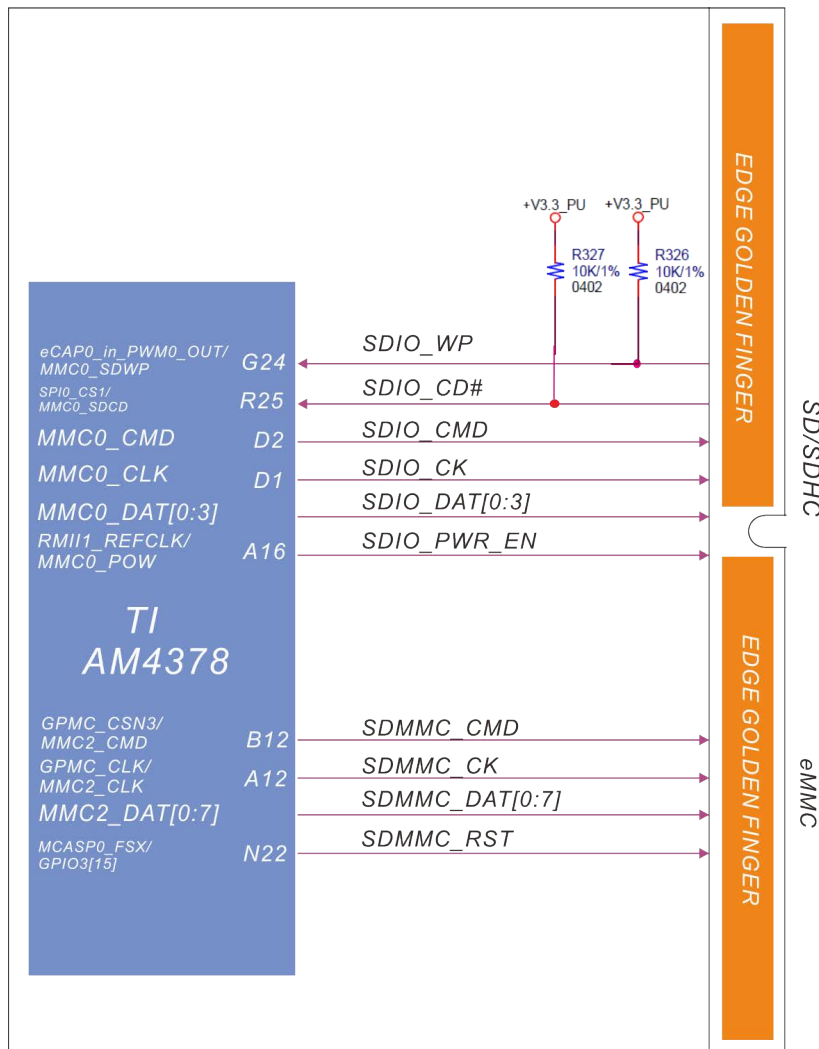 +V3.3_PU
+V3.3_PU
R327
10K/1%
0402
R326
10K/1%
0402
EDGE GOLDEN FINGER
SD/SDHC
eCAP0_in_PWM0_OUT/
MMC0_SDWP
G24
SDIO_WP
SPI0_CS1/
MMC0_SDCD
R25
SDIO_CD#
MMC0_CMD
D2
SDIO_CMD
MMC0_CLK
D1
SDIO_CK
MMC0_DAT[0:3]
SDIO_DAT[0:3]
RMII1_REFCLK/
MMC0_POW
A16
SDIO_PWR_EN
TI
AM4378
GPMC_CSN3/
MMC2_CMD
B12
SDMMC_CMD
GPMC_CLK/
MMC2_CLK
A12
SDMMC_CK
MMC2_DAT[0:7]
SDMMC_DAT[0:7]
MCASP0_FSX/
GPIO3[15]
N22
SDMMC_RST
EDGE GOLDEN FINGER
eMMC